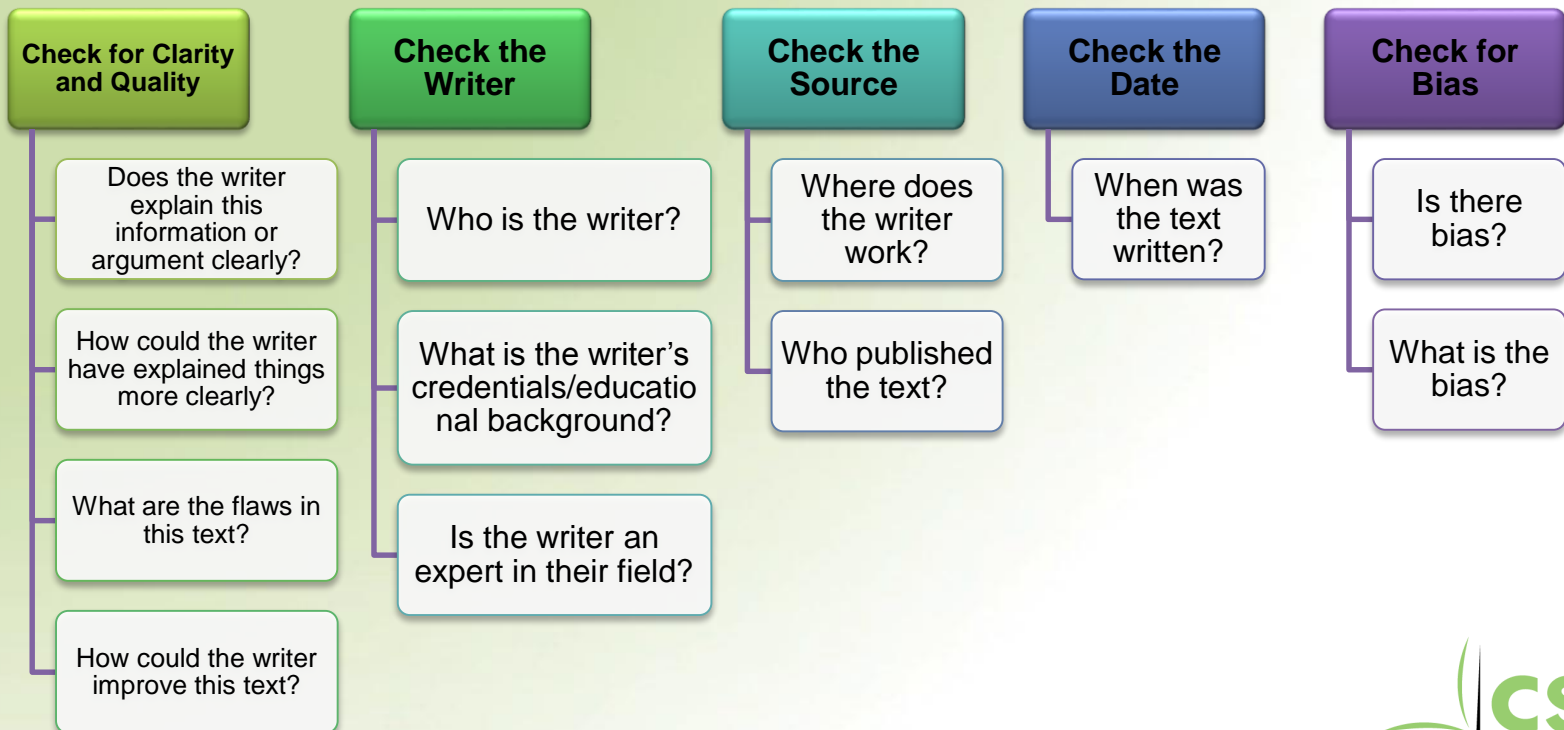 Check for Clarity
and Quality
Does the writer
explain this
information or
argument clearly?
How could the writer
have explained things
more clearly?
What are the flaws in
this text?
How could the writer
improve this text?
Check the
Writer
Who is the writer?
What is the writer’s
credentials/educatio
nal background?
Is the writer an
expert in their field?
Check the
Source
Where does
the writer
work?
Who published
the text?
Check the
Date
When was
the text
written?
Check for
Bias
Is there
bias?
What is the
bias?
CS